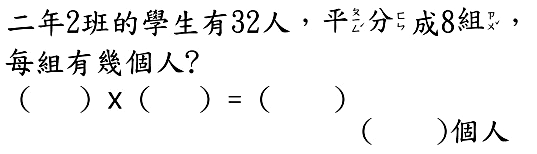 二年2班的學生有32人，平ㄆㄥˊ分ㄈㄣ成8組ㄗㄨˇ，
每組有幾個人?
（　　）x（　　）=（　　）
（　　）個人